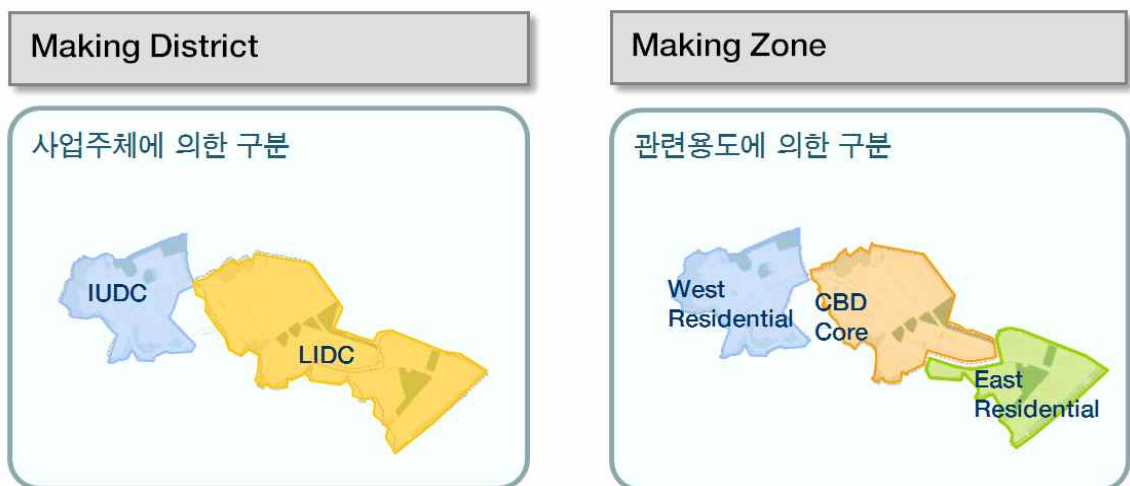 Making District
사업주체에 의한 구분
IUDC
LIDC
Making Zone
관련용도에 의한 구분
West
Residential
CBD
Core
East
Residential